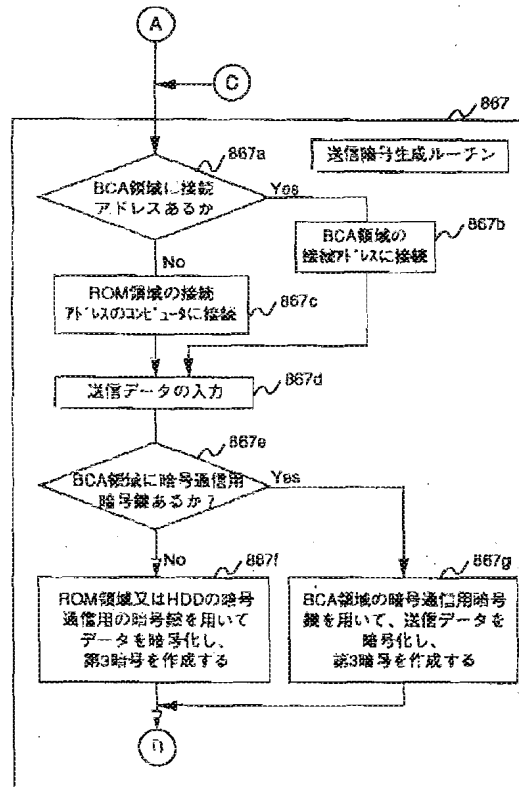 A
C
867
送信暗号生成ルーチン
867a
BCA領域に接続
アドレスあるか
Yes
867b
BCA領域の
接続アドレスに接続
No
ROM領域の接続
アドレスのコンピュータに接続
867c
送信データの入力
867d
867e
BCA領域に暗号通信用
暗号鍵あるか?
Yes
No
867f
ROM領域又はHDDの暗号
通信用の暗号鍵を用いて
データを暗号化し、
第3暗号を作成する
867g
BCA領域の暗号通信用暗号
鍵を用いて、送信データを
暗号化し、
第3暗号を作成する
B